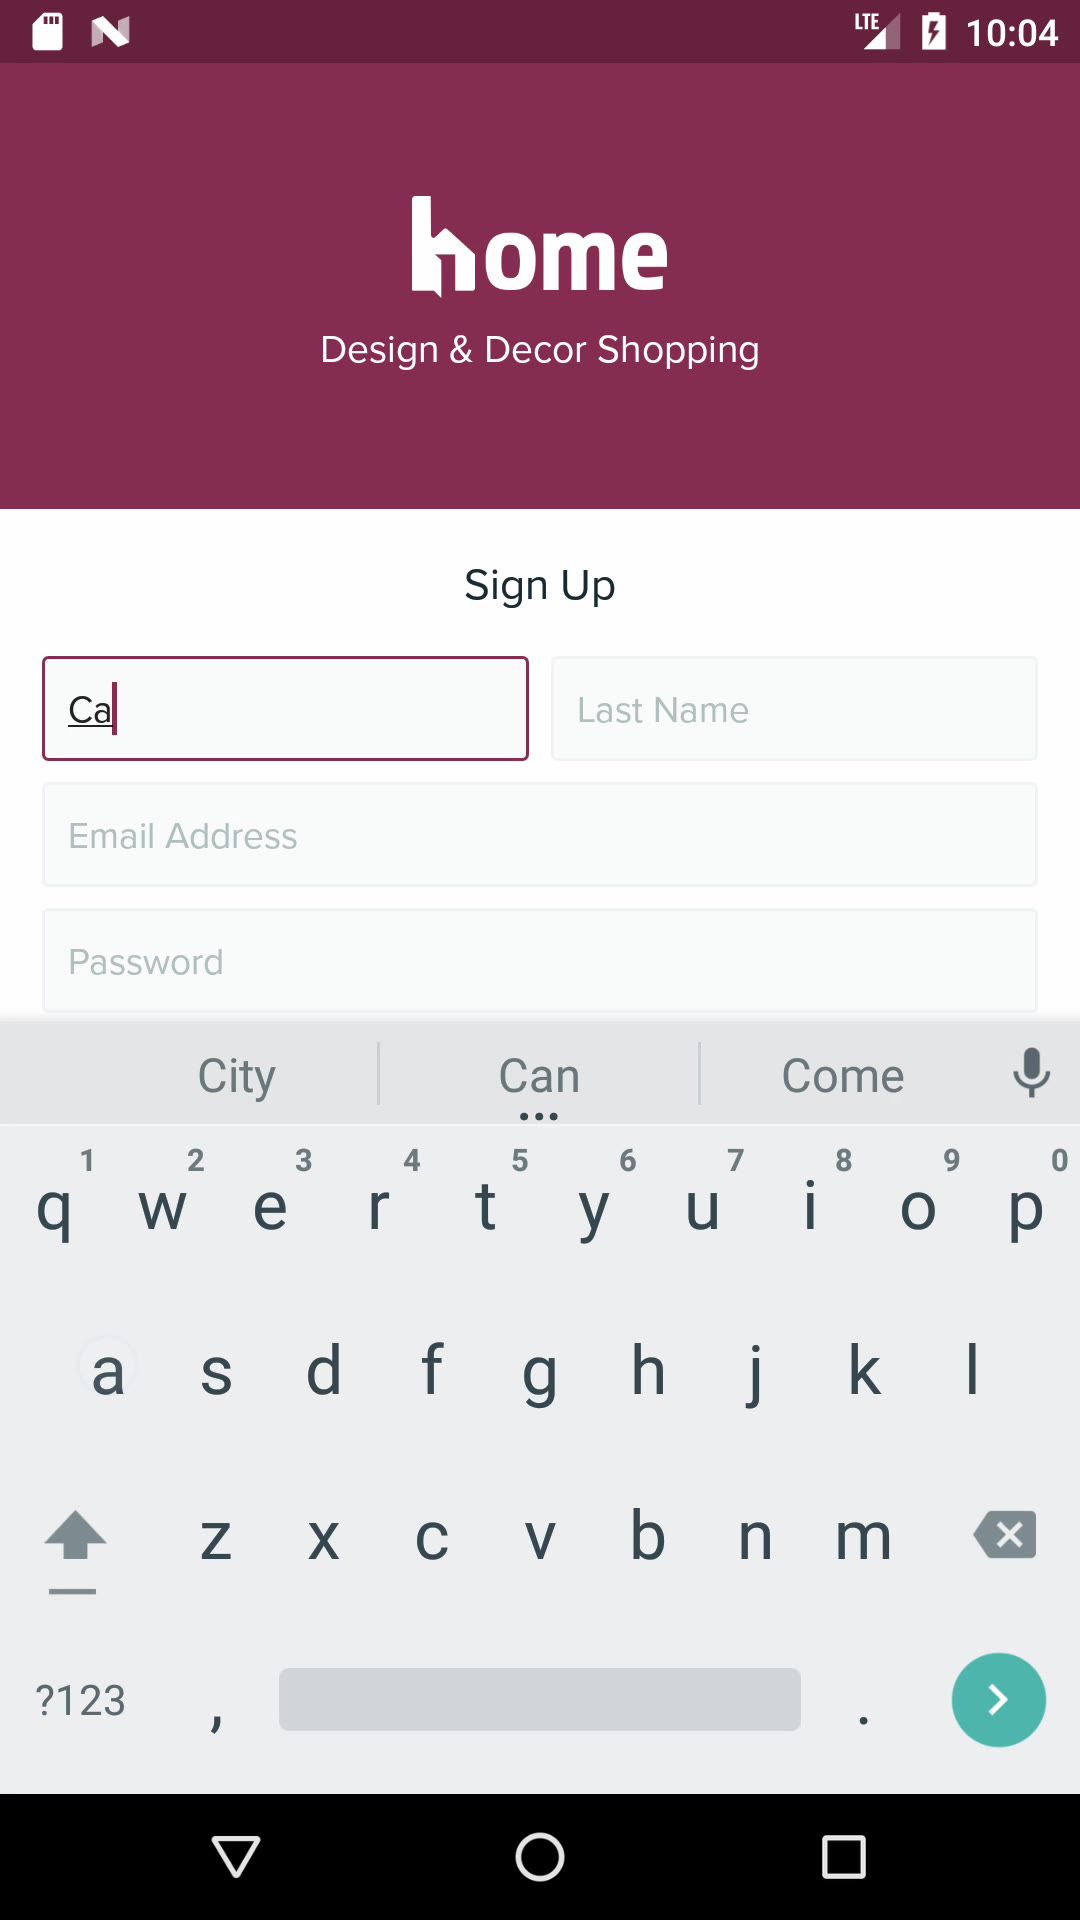 LTE 10:04
home
Design & Decor Shopping
Sign Up
Ca Last Name
Email Address
Password
City Can Come
1 2 3 4 5 6 7 8 9 0
q w e r t y u i o p
a s d f g h j k l
z x c v b n m
?123 , .